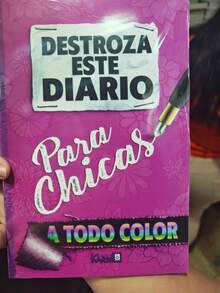 DESTROZA
ESTE
DIARIO
Para
Chicas
A TODO COLOR